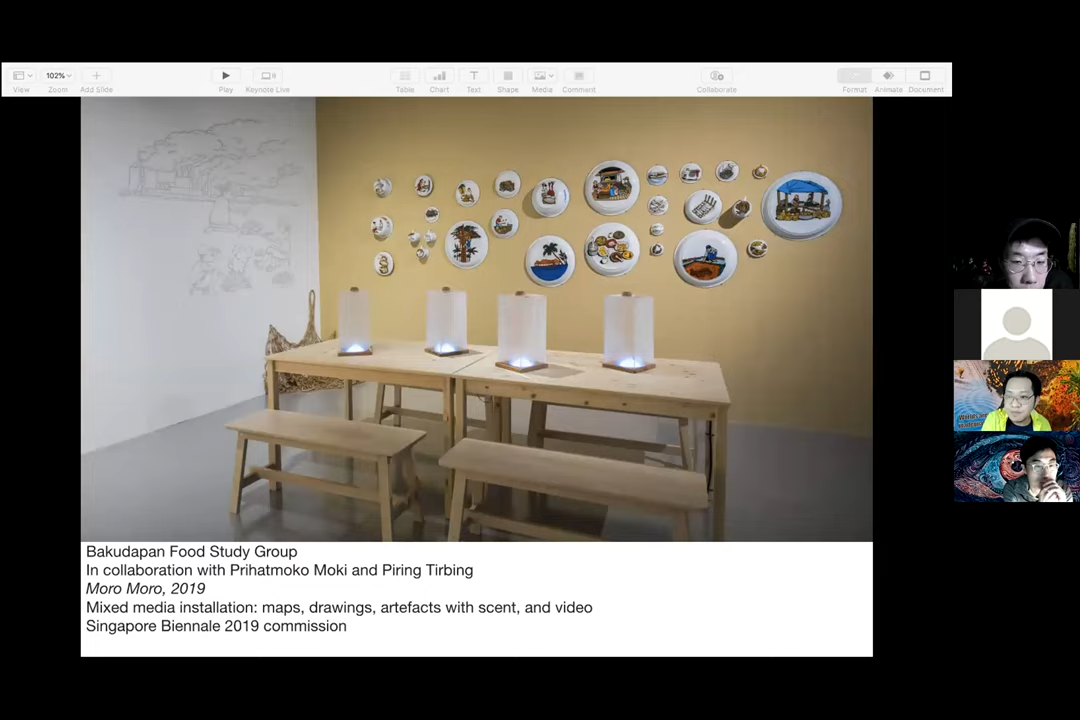 102%
View
Zoom
Add Slide
Play
Keynote Live
Table
Chart
Text
Shape
Media
Comment
Collaborate
Format
Animate
Document
Bakudapan Food Study Group
In collaboration with Prihatmoko Moki and Piring Tirbing
Moro Moro, 2019
Mixed media installation: maps, drawings, artefacts with scent, and video
Singapore Biennale 2019 commission